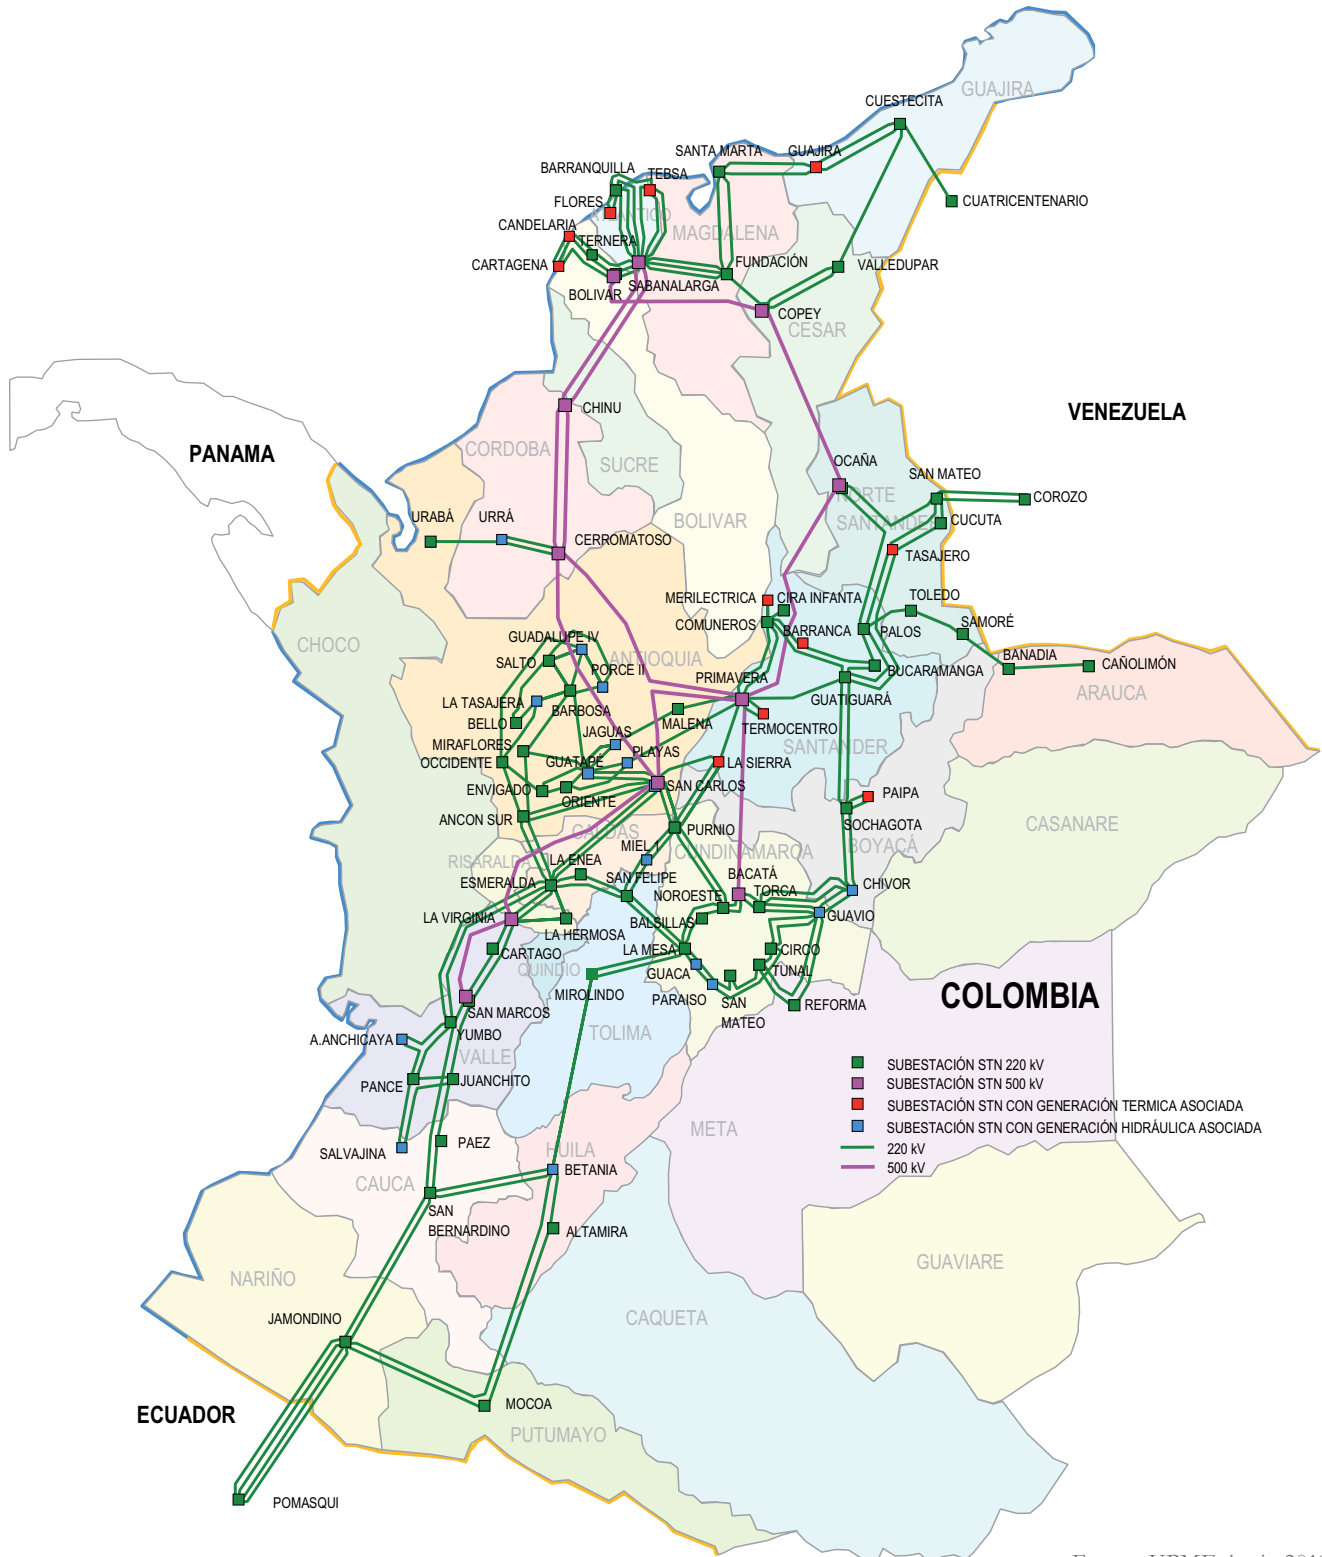 GUAJIRA
CUESTECITA
SANTA MARTA
GUAJIRA
BARRANQUILLA
TEBSA
FLORES
ATLANTICO
CUATRICENTENARIO
CANDELARIA
TERNERA
MAGDALENA
CARTAGENA
FUNDACIÓN
VALLEDUPAR
BOLIVAR
SABANALARGA
COPEY
CESAR
CHINU
VENEZUELA
PANAMA
CORDOBA
SUCRE
OCAÑA
SAN MATEO
NORTE
COROZO
URABÁ
URRÁ
BOLIVAR
SANTANDER
CUCUTA
CERROMATOSO
TASAJERO
MERILECTRICA
CIRA INFANTA
TOLEDO
COMUNEROS
BARRANCA
PALOS
SAMORÉ
CHOCO
GUADALUPE IV
ANTIOQUIA
SALTO
PORCE II
BANADIA
CAÑOLIMÓN
PRIMAVERA
BUCARAMANGA
ARAUCA
LA TASAJERA
BARBOSA
GUATIGUARÁ
BELLO
MALENA
TERMOCENTRO
JAGUAS
MIRAFLORES
PLAYAS
SANTANDER
OCCIDENTE
GUATAPE
LA SIERRA
ENVIGADO
SAN CARLOS
ORIENTE
PAIPA
ANCON SUR
PURNIO
SOCHAGOTA
CASANARE
CALDAS
MIEL 1
CUNDINAMARCA
BOYACÁ
RISARALDA
LA ENEA
BACATÁ
ESMERALDA
SAN FELIPE
TORCA
CHIVOR
NOROESTE
LA VIRGINIA
BALSILLAS
GUAVIO
LA HERMOSA
CARTAGO
LA MESA
CIRCO
QUINDIO
GUACA
TUNAL
MIROLINDO
PARAISO
SAN
MATEO
REFORMA
COLOMBIA
SAN MARCOS
A.ANCHICAYA
YUMBO
TOLIMA
VALLE
PANCE
JUANCHITO
SUBESTACIÓN STN 220 kV
SUBESTACIÓN STN 500 kV
SUBESTACIÓN STN CON GENERACIÓN TERMICA ASOCIADA
SUBESTACIÓN STN CON GENERACIÓN HIDRÁULICA ASOCIADA
220 kV
500 kV
META
PAEZ
SALVAJINA
HUILA
BETANIA
CAUCA
SAN
BERNARDINO
ALTAMIRA
GUAVIARE
NARIÑO
CAQUETA
JAMONDINO
MOCOA
ECUADOR
PUTUMAYO
POMASQUI